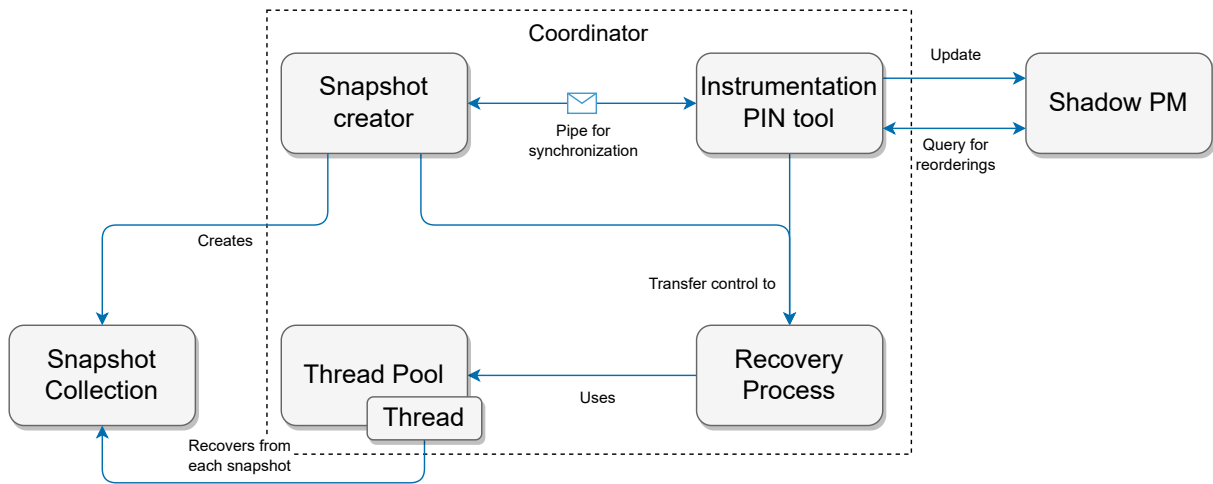 Coordinator
Snapshot
creator
Pipe for
synchronization
Instrumentation
PIN tool
Update
Query for
reorderings
Shadow PM
Creates
Transfer control to
Snapshot
Collection
Thread Pool
Thread
Uses
Recovery
Process
Recovers from
each snapshot